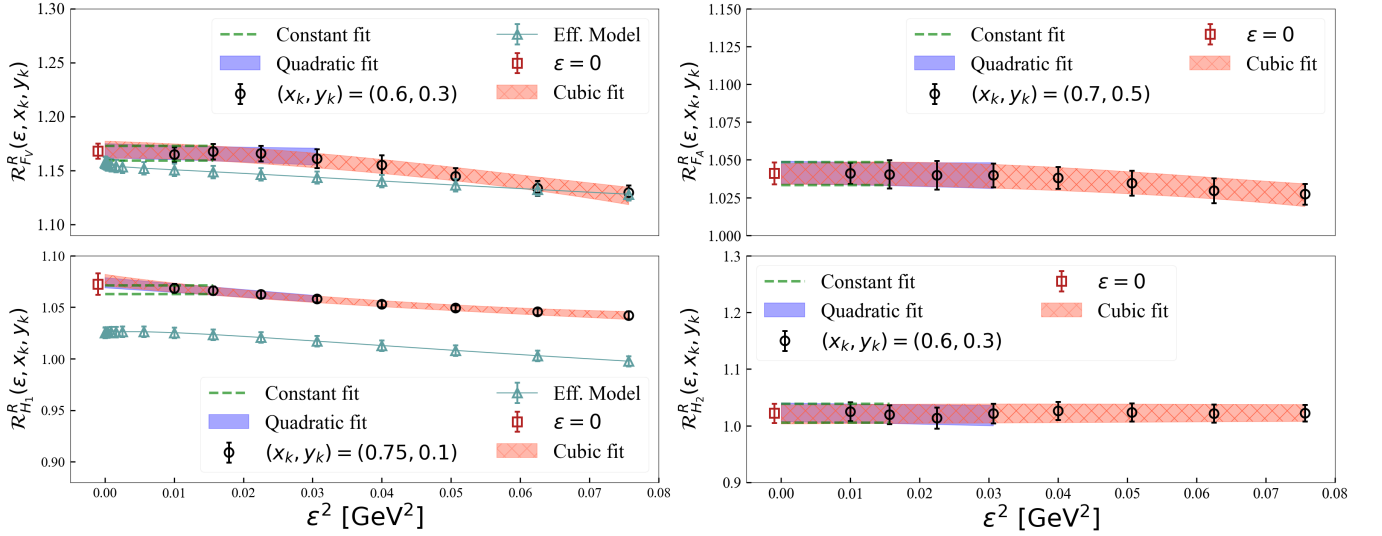 1.30
1.25
1.20
1.15
1.10
R^R_{F_V}(ε, x_k, y_k)
Constant fit
Quadratic fit
(x_k, y_k) = (0.6, 0.3)
Eff. Model
ε = 0
Cubic fit
1.150
1.125
1.100
1.075
1.050
1.025
1.000
R^R_{F_A}(ε, x_k, y_k)
Constant fit
Quadratic fit
(x_k, y_k) = (0.7, 0.5)
ε = 0
Cubic fit
1.10
1.05
1.00
0.95
0.90
R^R_{H_1}(ε, x_k, y_k)
Constant fit
Quadratic fit
(x_k, y_k) = (0.75, 0.1)
Eff. Model
ε = 0
Cubic fit
0.00 0.01 0.02 0.03 0.04 0.05 0.06 0.07 0.08
ε² [GeV²]
1.3
1.2
1.1
1.0
0.9
R^R_{H_2}(ε, x_k, y_k)
Constant fit
Quadratic fit
(x_k, y_k) = (0.6, 0.3)
ε = 0
Cubic fit
0.00 0.01 0.02 0.03 0.04 0.05 0.06 0.07 0.08
ε² [GeV²]